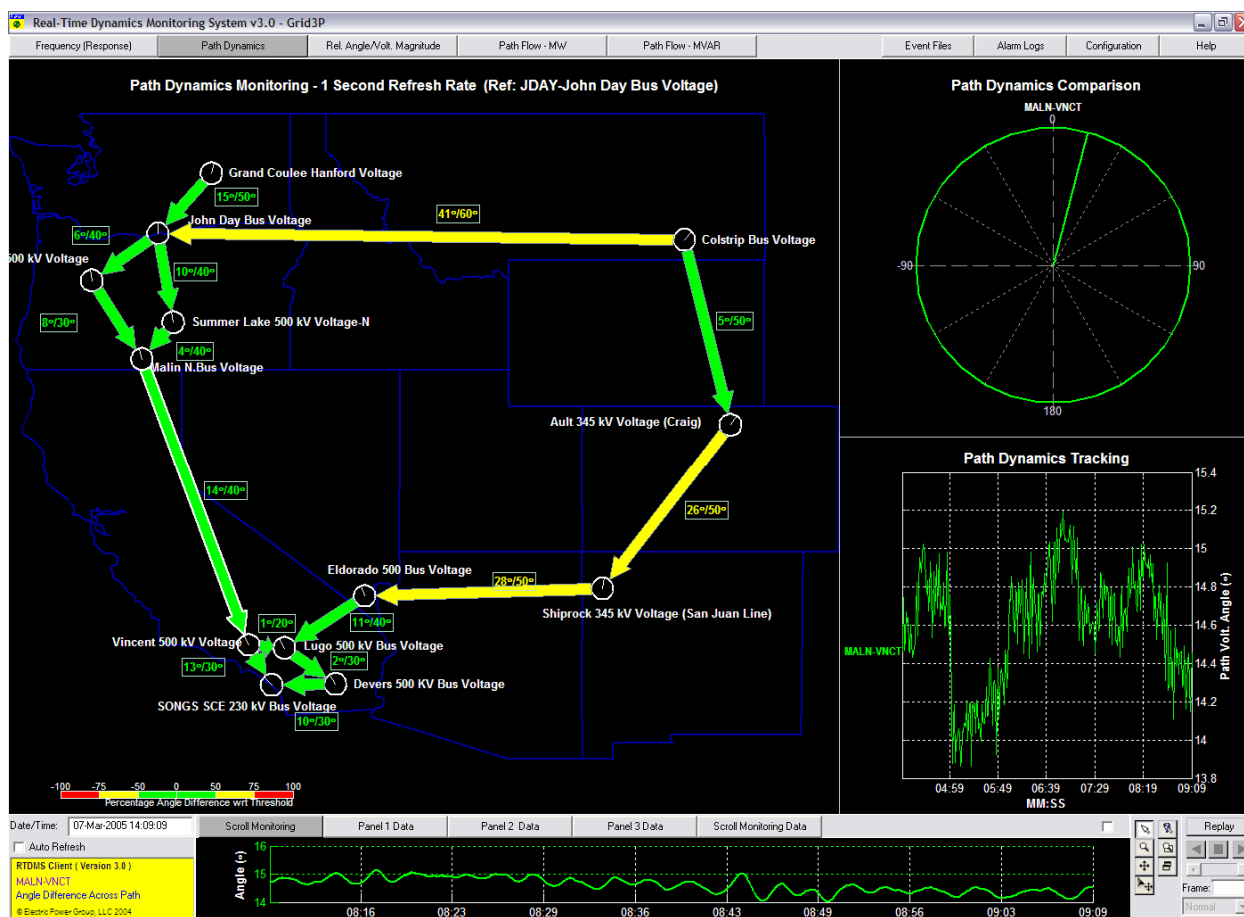 Real-Time Dynamics Monitoring System v3.0 - Grid3P
Frequency (Response) Path Dynamics Rel. Angle/Volt. Magnitude Path Flow - MW Path Flow - MVAR Event Files Alarm Logs Configuration Help
Path Dynamics Monitoring - 1 Second Refresh Rate (Ref: JDAY-John Day Bus Voltage)
Grand Coulee Hanford Voltage
15º/50º
John Day Bus Voltage
41º/60º
6º/40º
Colstrip Bus Voltage
500 kV Voltage
10º/40º
8º/30º
Summer Lake 500 kV Voltage-N
5º/50º
4º/40º
Malin N.Bus Voltage
Ault 345 kV Voltage (Craig)
14º/40º
26º/50º
Eldorado 500 Bus Voltage
28º/50º
Shiprock 345 kV Voltage (San Juan Line)
11º/40º
1º/20º
Vincent 500 kV Voltage
Lugo 500 kV Bus Voltage
13º/30º
2º/30º
Devers 500 KV Bus Voltage
SONGS SCE 230 kV Bus Voltage
10º/30º
-100 -75 -50 0 50 75 100
Percentage Angle Difference wrt Threshold
Path Dynamics Comparison
MALN-VNCT
0
-90
90
180
Path Dynamics Tracking
15.4
15.2
15
14.8
14.6
14.4
14.2
14
13.8
MALN-VNCT
Path Volt. Angle (º)
04:59 05:49 06:39 07:29 08:19 09:09
MM:SS
Date/Time: 07-Mar-2005 14:09:09
Auto Refresh
RTDMS Client ( Version 3.0 )
MALN-VNCT
Angle Difference Across Path
© Electric Power Group, LLC 2004
Scroll Monitoring Panel 1 Data Panel 2 Data Panel 3 Data Scroll Monitoring Data
Angle (º)
16
15
14
08:16 08:23 08:29 08:36 08:43 08:49 08:56 09:03 09:09
Replay
Frame:
Normal